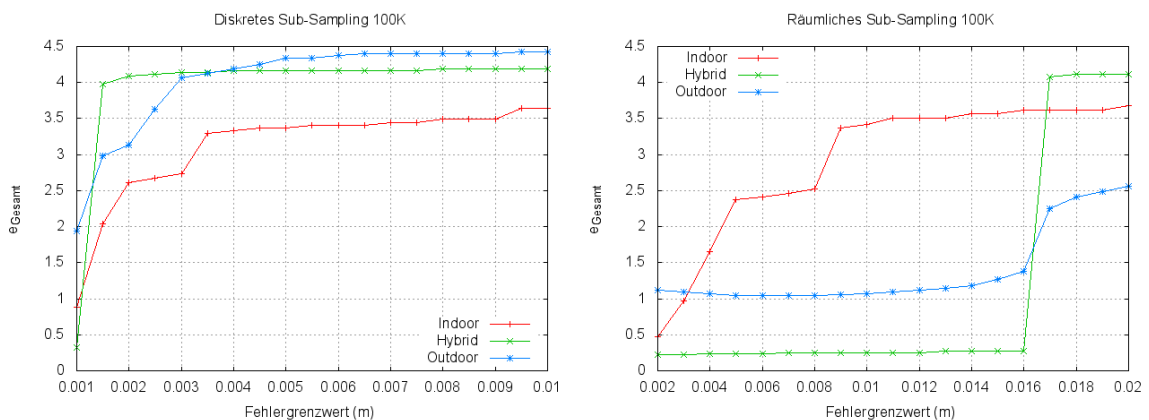 Diskretes Sub-Sampling 100K
4.5
4
3.5
3
2.5
2
1.5
1
0.5
0
eGesamt
Indoor
Hybrid
Outdoor
0.001 0.002 0.003 0.004 0.005 0.006 0.007 0.008 0.009 0.01
Fehlergrenzwert (m)
Räumliches Sub-Sampling 100K
4.5
4
3.5
3
2.5
2
1.5
1
0.5
0
eGesamt
Indoor
Hybrid
Outdoor
0.002 0.004 0.006 0.008 0.01 0.012 0.014 0.016 0.018 0.02
Fehlergrenzwert (m)